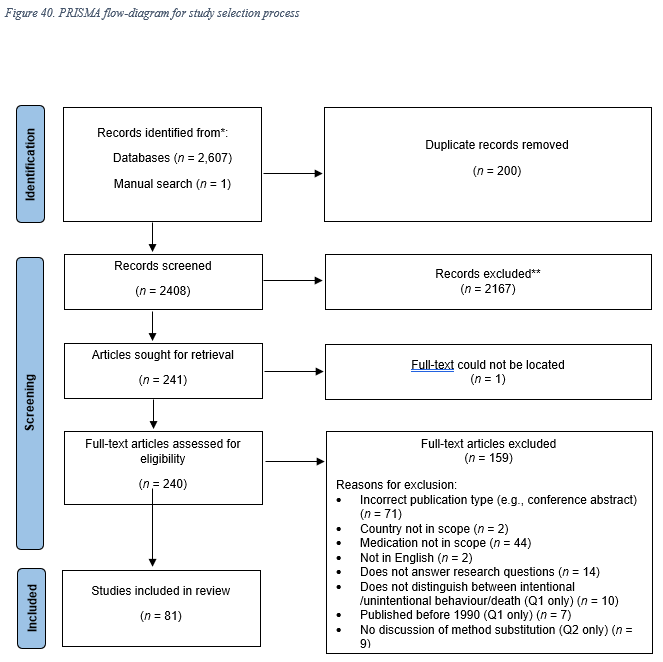 Figure 40. PRISMA flow-diagram for study selection process
Identification
Records identified from*:
Databases (n = 2,607)
Manual search (n = 1)
Duplicate records removed
(n = 200)
Screening
Records screened
(n = 2408)
Records excluded**
(n = 2167)
Articles sought for retrieval
(n = 241)
Full-text could not be located
(n = 1)
Full-text articles assessed for
eligibility
(n = 240)
Full-text articles excluded
(n = 159)
Reasons for exclusion:
• Incorrect publication type (e.g., conference abstract)
(n = 71)
• Country not in scope (n = 2)
• Medication not in scope (n = 44)
• Not in English (n = 2)
• Does not answer research questions (n = 14)
• Does not distinguish between intentional
/unintentional behaviour/death (Q1 only) (n = 10)
• Published before 1990 (Q1 only) (n = 7)
• No discussion of method substitution (Q2 only) (n =
9)
Included
Studies included in review
(n = 81)